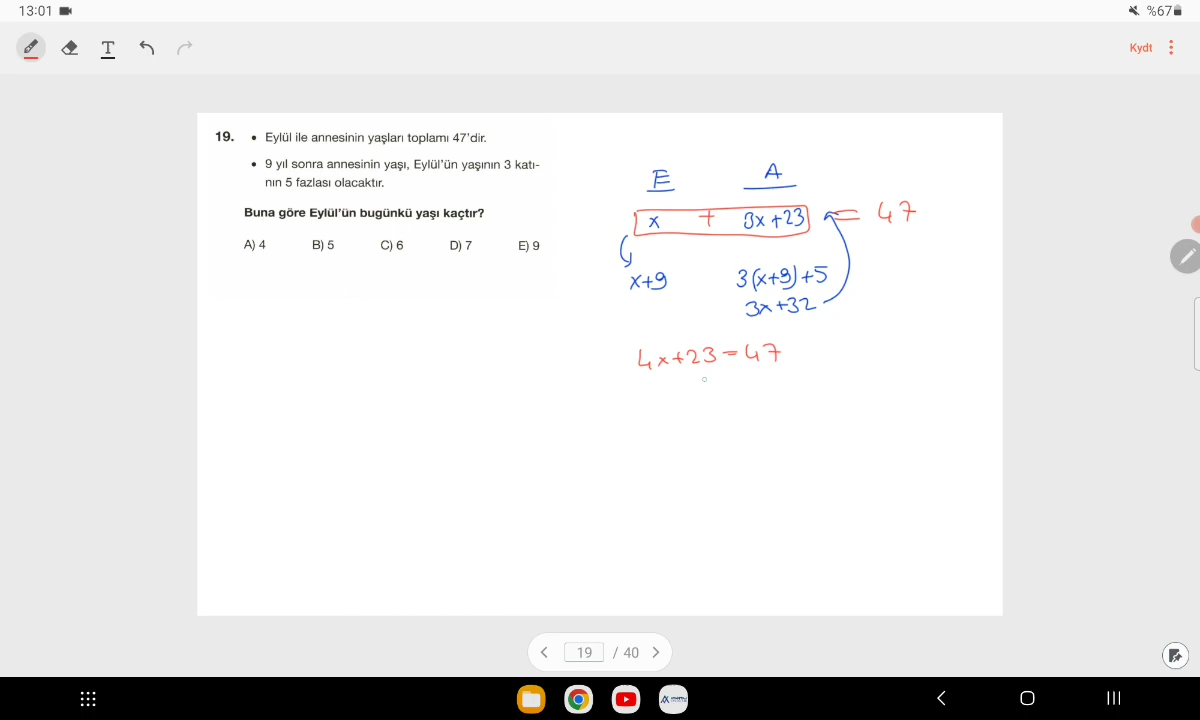 13:01
%67
T
Kydt
19. • Eylül ile annesinin yaşları toplamı 47'dir.
• 9 yıl sonra annesinin yaşı, Eylül'ün yaşının 3 katı-
nın 5 fazlası olacaktır.
Buna göre Eylül'ün bugünkü yaşı kaçtır?
A) 4 B) 5 C) 6 D) 7 E) 9
E A
x + 3x+23 = 47
x+9 3(x+9)+5
3x+32
4x+23=47
19 / 40